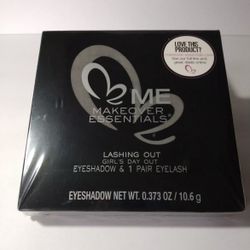 ME
MAKEOVER
ESSENTIALS
LASHING OUT
GIRL'S DAY OUT
EYESHADOW & 1 PAIR EYELASH
EYESHADOW NET WT. 0.373 OZ / 10.6 g
LOVE THIS
PRODUCT?